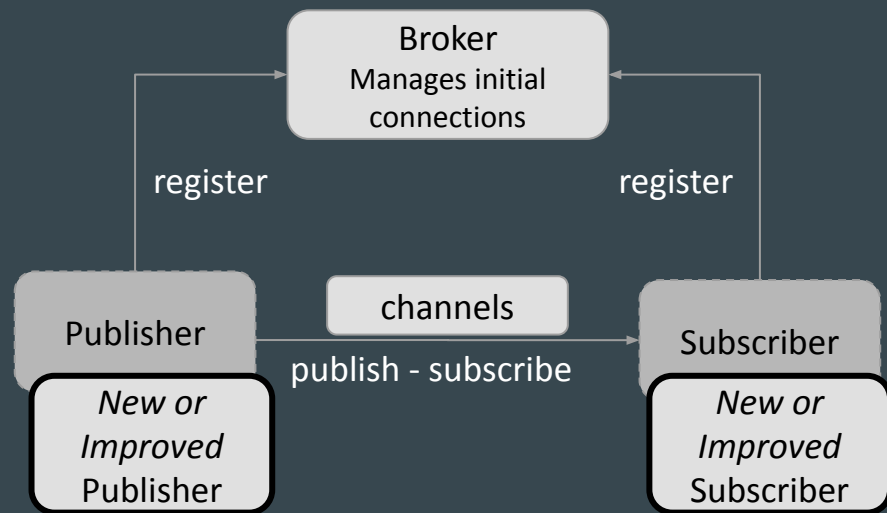 Broker
Manages initial
connections
register
register
Publisher
channels
publish - subscribe
Subscriber
New or
Improved
Publisher
New or
Improved
Subscriber